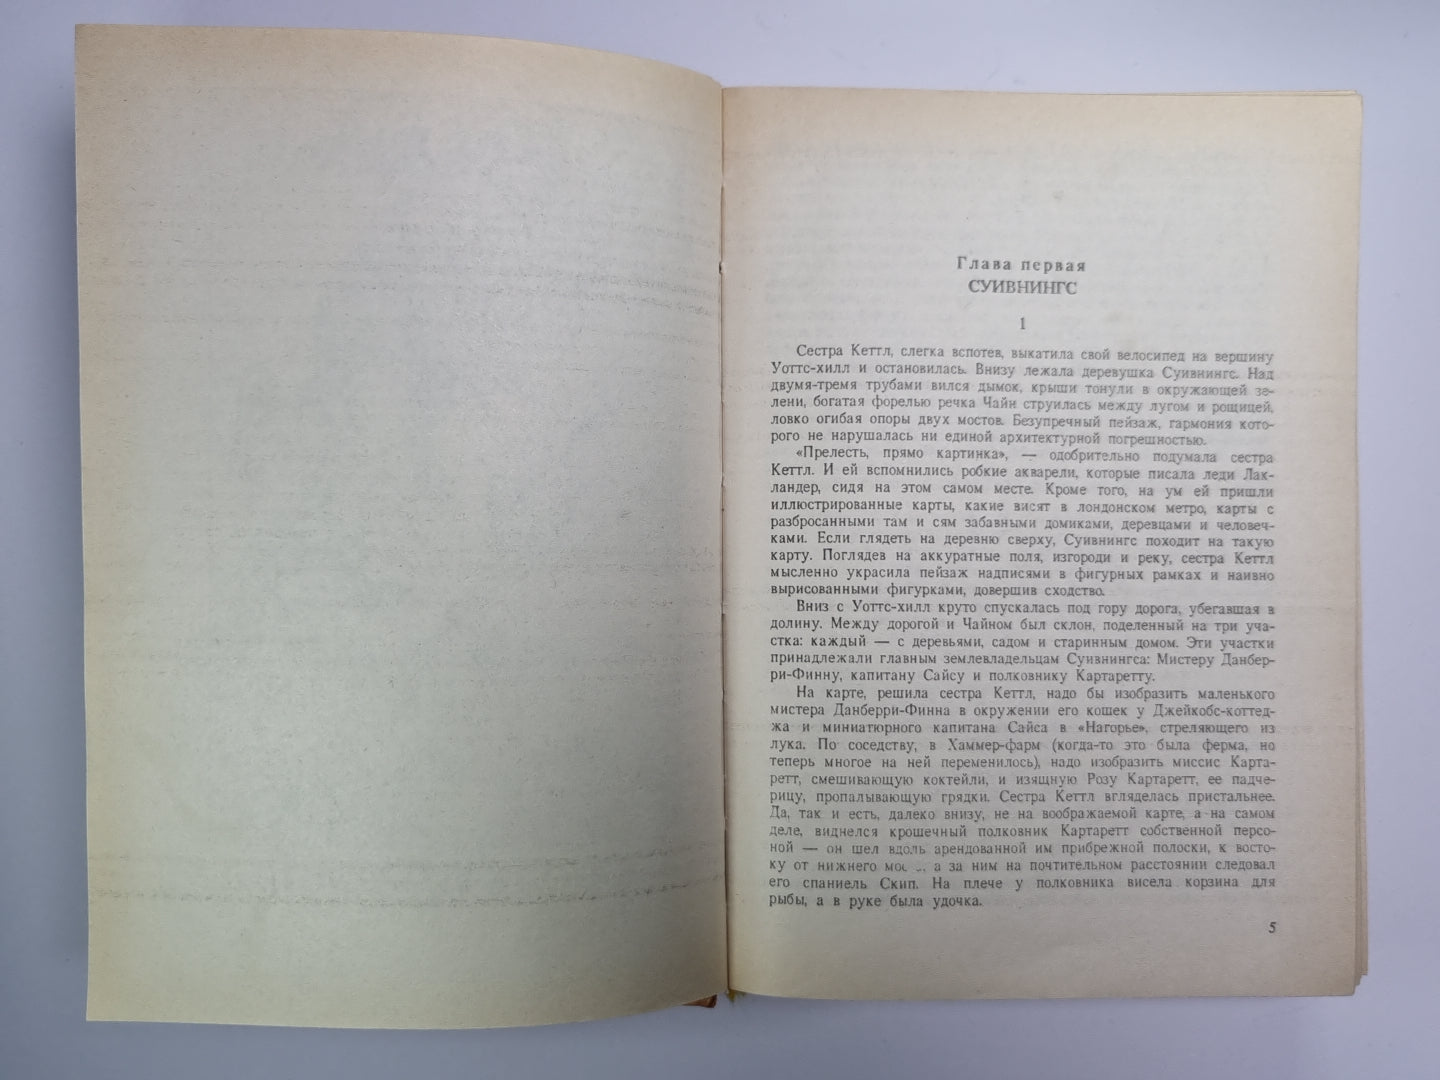 Глава первая
СУИВНИНГС
1
Сестра Кеттл, слегка вспотев, выкатила свой велосипед на вершину
Уоттс-хилл и остановилась. Внизу лежала деревушка Суивнингс. Над
двумя-тремя трубами вился дымок, крыши тонули в окружающей зе-
лени, богатая форелью речка Чайн струилась между лугом и рощицей,
ловко огибая опоры двух мостов. Безупречный пейзаж, гармония кото-
рого не нарушалась ни единой архитектурной погрешностью.
«Прелесть, прямо картинка», — одобрительно подумала сестра
Кеттл. И ей вспомнились робкие акварели, которые писала леди Лак-
ландер, сидя на этом самом месте. Кроме того, на ум ей пришли
иллюстрированные карты, какие висят в лондонском метро, карты с
разбросанными там и сям забавными домиками, деревцами и человеч-
ками. Если глядеть на деревню сверху, Суивнингс походит на такую
карту. Поглядев на аккуратные поля, изгороди и реку, сестра Кеттл
мысленно украсила пейзаж надписями в фигурных рамках и наивно
вырисованными фигурками, довершив сходство.
Вниз с Уоттс-хилл круто спускалась под гору дорога, убегавшая в
долину. Между дорогой и Чайном был склон, поделенный на три уча-
стка: каждый — с деревьями, садом и старинным домом. Эти участки
принадлежали главным землевладельцам Суивнингса: Мистеру Данбер-
ри-Финну, капитану Сайсу и полковнику Картаретту.
На карте, решила сестра Кеттл, надо бы изобразить маленького
мистера Данберри-Финна в окружении его кошек у Джейкобс-коттед-
жа и миниатюрного капитана Сайса в «Нагорье», стреляющего из
лука. По соседству, в Хаммер-фарм (когда-то это была ферма, но
теперь многое на ней переменилось), надо изобразить миссис Карта-
ретт, смешивающую коктейли, и изящную Розу Картаретт, ее падче-
рицу, пропалывающую грядки. Сестра Кеттл вгляделась пристальнее.
Да, так и есть, далеко внизу, не на воображаемой карте, а на самом
деле, виднелся крошечный полковник Картаретт собственной персо-
ной — он шел вдоль арендованной им прибрежной полоски, к восто-
ку от нижнего а за ним на почтительном расстоянии следовал
его спаниель Скип. На плече у полковника висела корзина для
рыбы, а в руке была удочка.
5